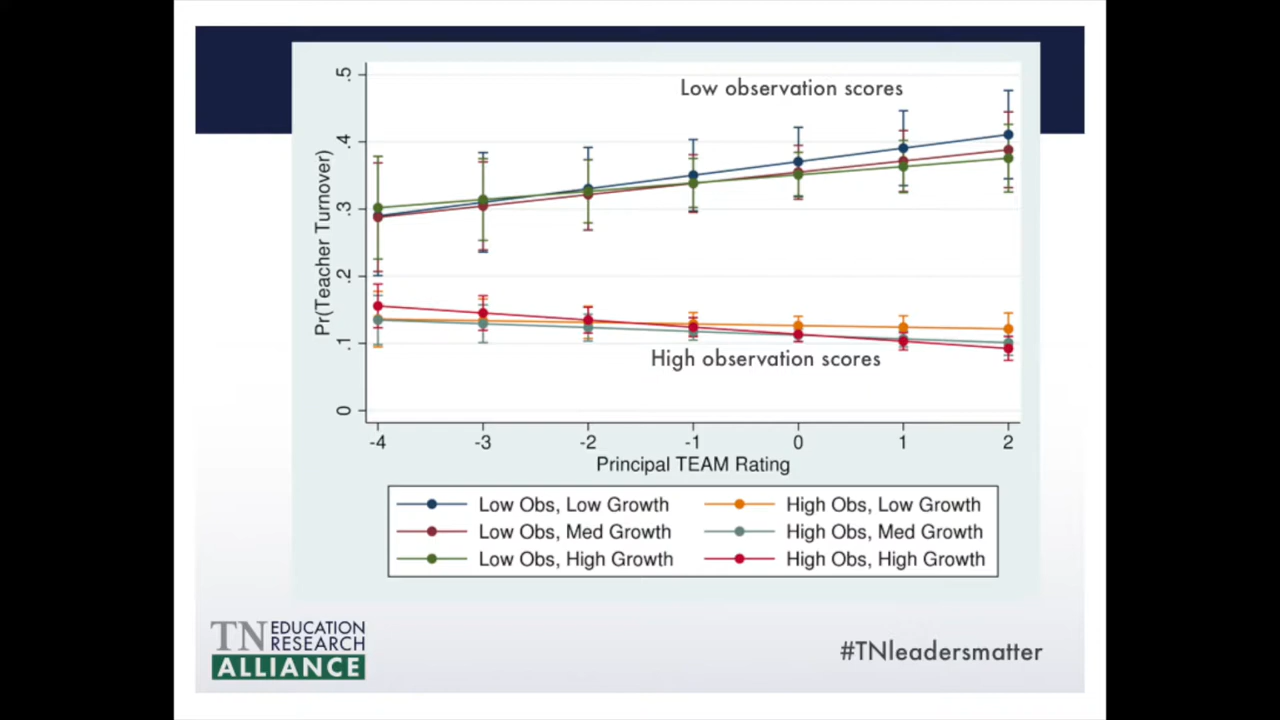 Low observation scores
.5
.4
.3
.2
.1
0
Pr(Teacher Turnover)
High observation scores
-4 -3 -2 -1 0 1 2
Principal TEAM Rating
Low Obs, Low Growth High Obs, Low Growth
Low Obs, Med Growth High Obs, Med Growth
Low Obs, High Growth High Obs, High Growth
TN EDUCATION
RESEARCH
ALLIANCE
#TNleadersmatter